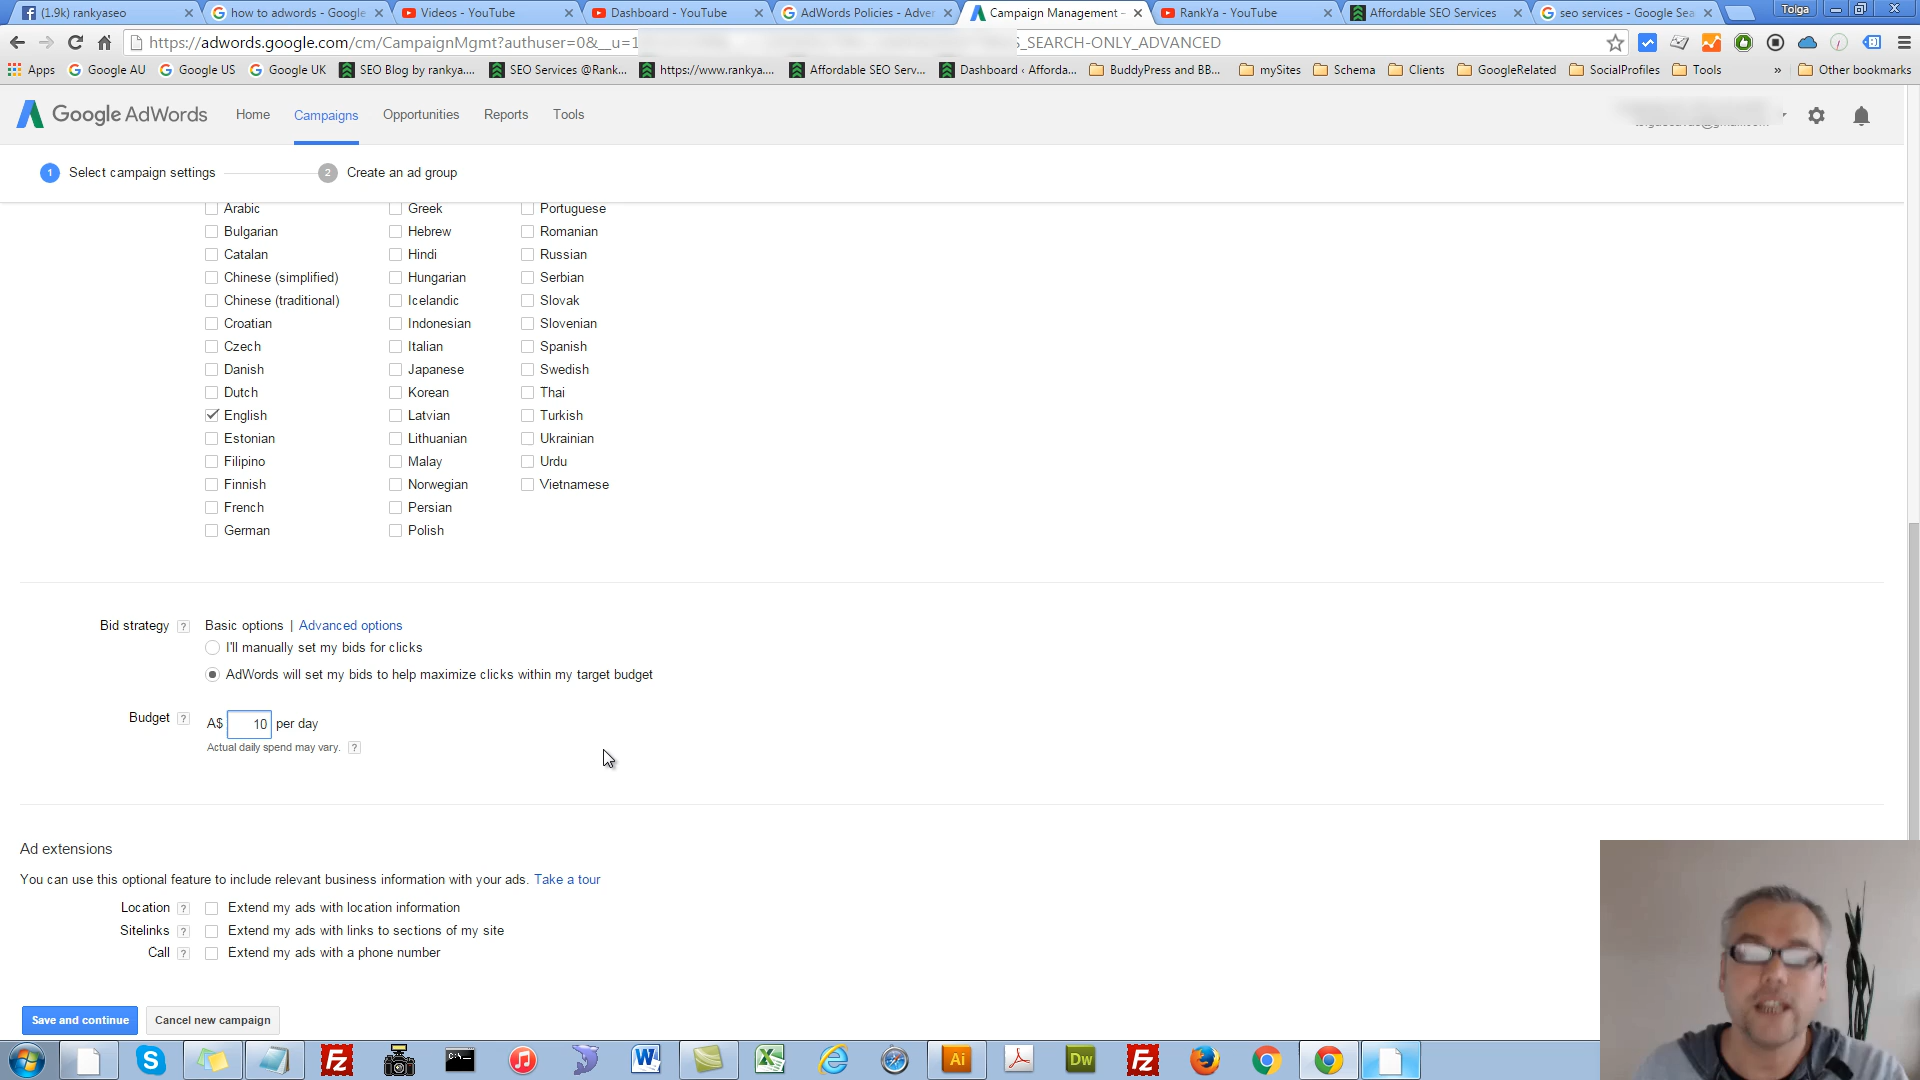 (1.9k) rankyaseo
how to adwords - Google
Videos - YouTube
Dashboard - YouTube
AdWords Policies - Adver
Campaign Management -
RankYa - YouTube
Affordable SEO Services
seo services - Google Sea
Tolga
https://adwords.google.com/cm/CampaignMgmt?authuser=0&__u=1
_SEARCH-ONLY_ADVANCED
Apps
Google AU
Google US
Google UK
SEO Blog by rankya....
SEO Services @Rank...
https://www.rankya....
Affordable SEO Serv...
Dashboard ‹ Afforda...
BuddyPress and BB...
mySites
Schema
Clients
GoogleRelated
SocialProfiles
Tools
»
Other bookmarks
Google AdWords
Home
Campaigns
Opportunities
Reports
Tools
1 Select campaign settings
2 Create an ad group
Arabic
Greek
Portuguese
Bulgarian
Hebrew
Romanian
Catalan
Hindi
Russian
Chinese (simplified)
Hungarian
Serbian
Chinese (traditional)
Icelandic
Slovak
Croatian
Indonesian
Slovenian
Czech
Italian
Spanish
Danish
Japanese
Swedish
Dutch
Korean
Thai
English
Latvian
Turkish
Estonian
Lithuanian
Ukrainian
Filipino
Malay
Urdu
Finnish
Norwegian
Vietnamese
French
Persian
German
Polish
Bid strategy ? Basic options | Advanced options
I'll manually set my bids for clicks
AdWords will set my bids to help maximize clicks within my target budget
Budget ? A$ 10 per day
Actual daily spend may vary. ?
Ad extensions
You can use this optional feature to include relevant business information with your ads. Take a tour
Location ? Extend my ads with location information
Sitelinks ? Extend my ads with links to sections of my site
Call ? Extend my ads with a phone number
Save and continue
Cancel new campaign
Fz
C:\
W
X
Ai
Dw
Fz